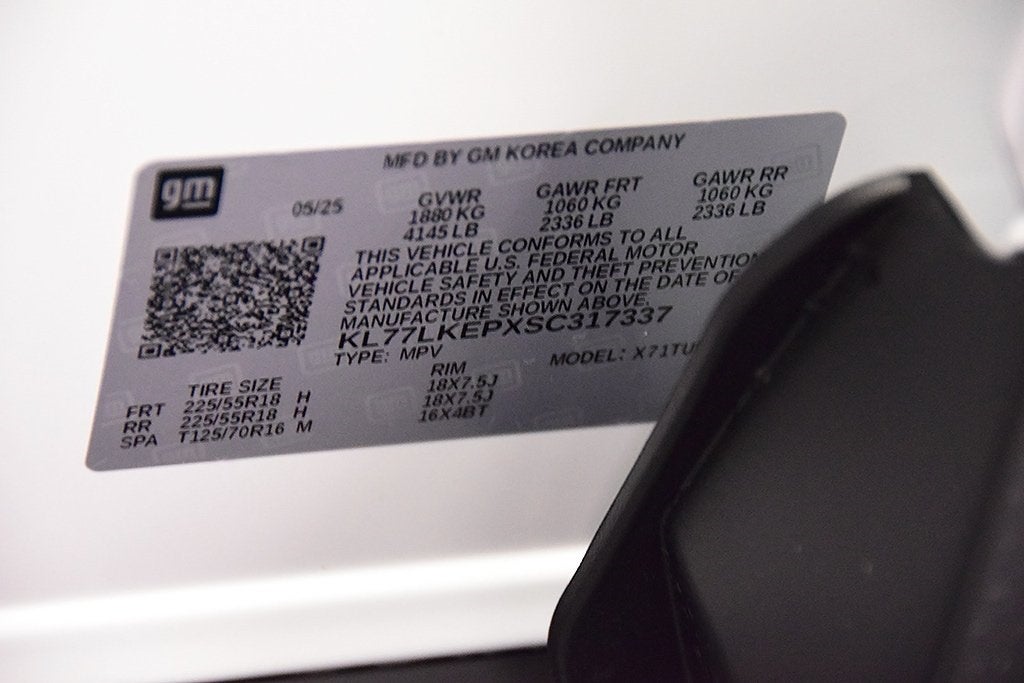 MFD BY GM KOREA COMPANY
gm
05/25
GVWR
1880 KG
4145 LB
GAWR FRT
1060 KG
2336 LB
GAWR RR
1060 KG
2336 LB
THIS VEHICLE CONFORMS TO ALL
APPLICABLE U.S. FEDERAL MOTOR
VEHICLE SAFETY AND THEFT PREVENTION
STANDARDS IN EFFECT ON THE DATE OF
MANUFACTURE SHOWN ABOVE.
KL77LKEPXSC317337
TYPE: MPV MODEL:
TIRE SIZE RIM
FRT 225/55R18 H 18X7.5J
RR 225/55R18 H 18X7.5J
SPA T125/70R16 M 16X4BT